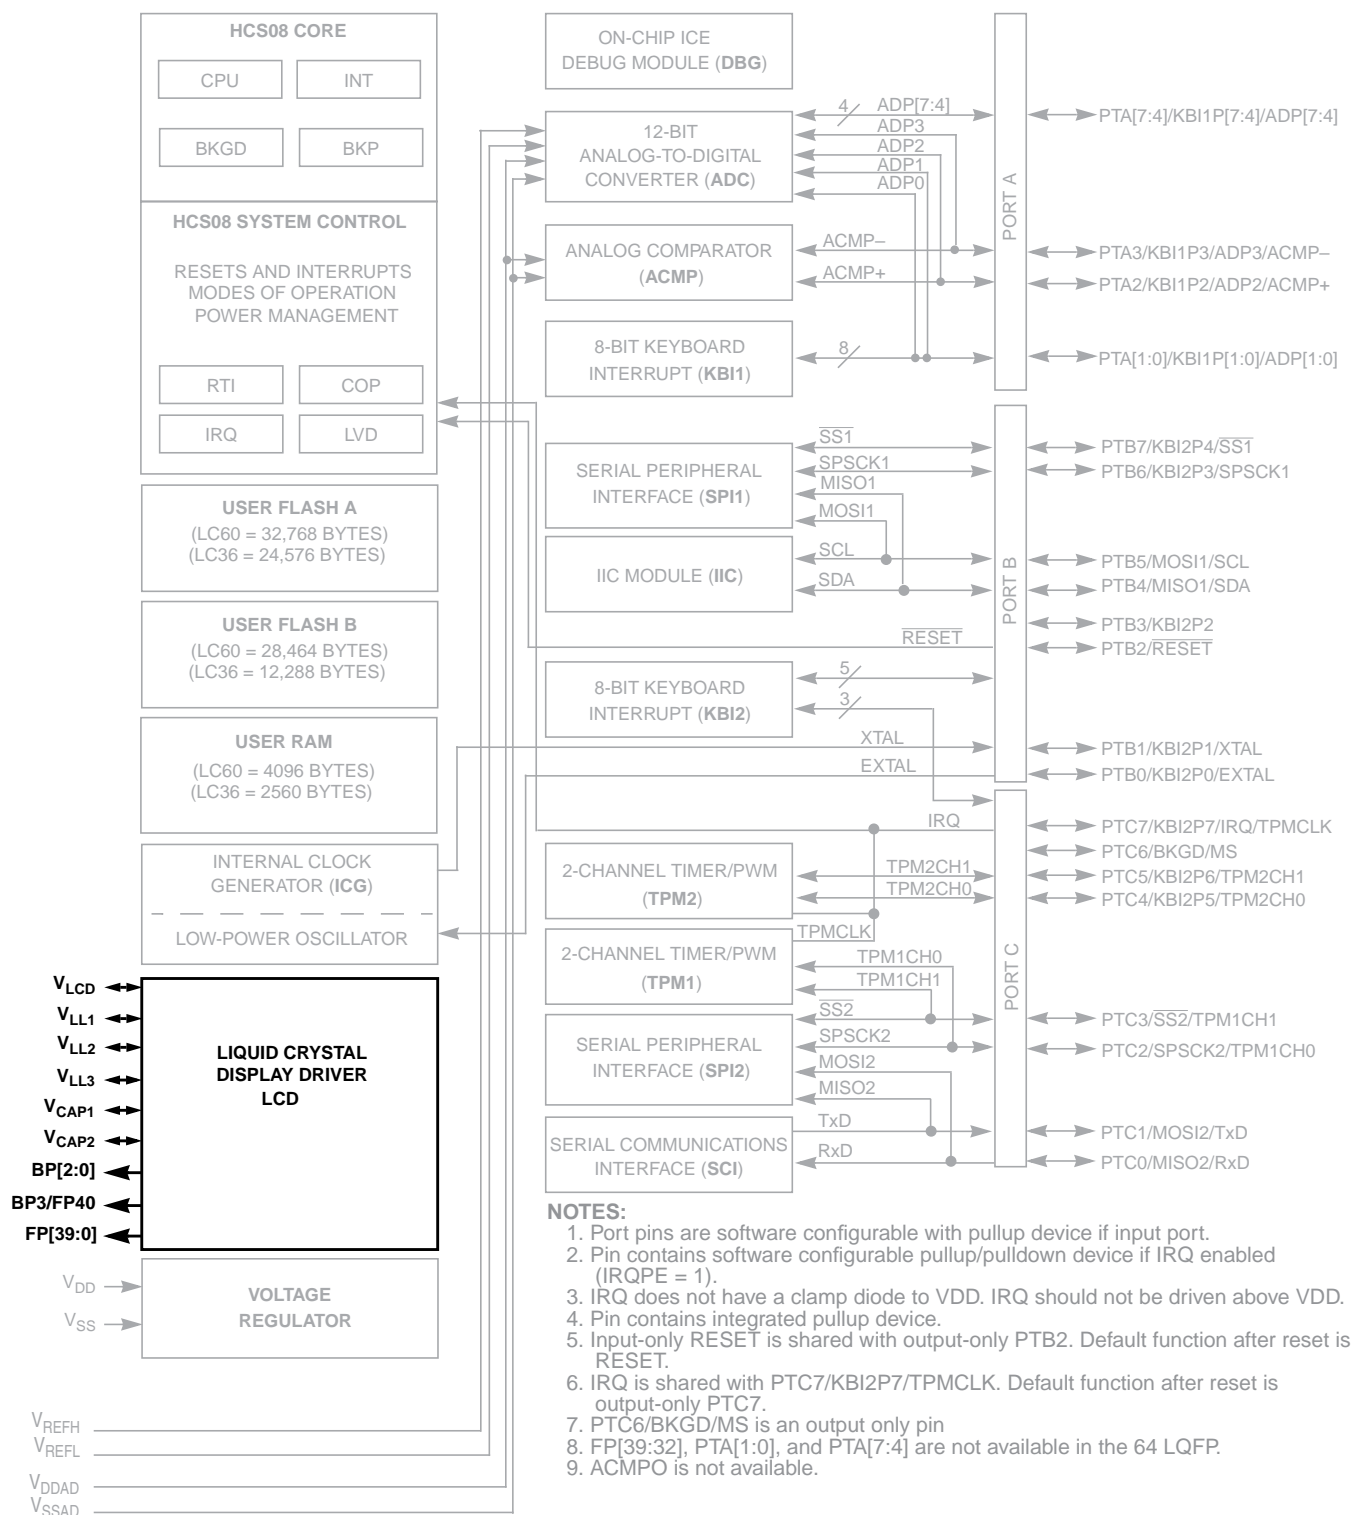 HCS08 CORE
CPU
INT
BKGD
BKP
HCS08 SYSTEM CONTROL
RESETS AND INTERRUPTS
MODES OF OPERATION
POWER MANAGEMENT
RTI
COP
IRQ
LVD
USER FLASH A
(LC60 = 32,768 BYTES)
(LC36 = 24,576 BYTES)
USER FLASH B
(LC60 = 28,464 BYTES)
(LC36 = 12,288 BYTES)
USER RAM
(LC60 = 4096 BYTES)
(LC36 = 2560 BYTES)
INTERNAL CLOCK
GENERATOR (ICG)
LOW-POWER OSCILLATOR
VLCD
VLL1
VLL2
VLL3
VCAP1
VCAP2
BP[2:0]
BP3/FP40
FP[39:0]
LIQUID CRYSTAL
DISPLAY DRIVER
LCD
VDD
VSS
VOLTAGE
REGULATOR
VREFH
VREFL
VDDAD
VSSAD
ON-CHIP ICE
DEBUG MODULE (DBG)
12-BIT
ANALOG-TO-DIGITAL
CONVERTER (ADC)
4
ADP[7:4]
ADP3
ADP2
ADP1
ADP0
ANALOG COMPARATOR
(ACMP)
ACMP–
ACMP+
8-BIT KEYBOARD
INTERRUPT (KBI1)
8
SERIAL PERIPHERAL
INTERFACE (SPI1)
SS1
SPSCK1
MISO1
MOSI1
IIC MODULE (IIC)
SCL
SDA
RESET
8-BIT KEYBOARD
INTERRUPT (KBI2)
5
3
XTAL
EXTAL
IRQ
2-CHANNEL TIMER/PWM
(TPM2)
TPM2CH1
TPM2CH0
TPMCLK
2-CHANNEL TIMER/PWM
(TPM1)
TPM1CH0
TPM1CH1
SERIAL PERIPHERAL
INTERFACE (SPI2)
SS2
SPSCK2
MOSI2
MISO2
SERIAL COMMUNICATIONS
INTERFACE (SCI)
TxD
RxD
PORT A
PTA[7:4]/KBI1P[7:4]/ADP[7:4]
PTA3/KBI1P3/ADP3/ACMP–
PTA2/KBI1P2/ADP2/ACMP+
PTA[1:0]/KBI1P[1:0]/ADP[1:0]
PORT B
PTB7/KBI2P4/SS1
PTB6/KBI2P3/SPSCK1
PTB5/MOSI1/SCL
PTB4/MISO1/SDA
PTB3/KBI2P2
PTB2/RESET
PTB1/KBI2P1/XTAL
PTB0/KBI2P0/EXTAL
PORT C
PTC7/KBI2P7/IRQ/TPMCLK
PTC6/BKGD/MS
PTC5/KBI2P6/TPM2CH1
PTC4/KBI2P5/TPM2CH0
PTC3/SS2/TPM1CH1
PTC2/SPSCK2/TPM1CH0
PTC1/MOSI2/TxD
PTC0/MISO2/RxD
NOTES:
1. Port pins are software configurable with pullup device if input port.
2. Pin contains software configurable pullup/pulldown device if IRQ enabled
(IRQPE = 1).
3. IRQ does not have a clamp diode to VDD. IRQ should not be driven above VDD.
4. Pin contains integrated pullup device.
5. Input-only RESET is shared with output-only PTB2. Default function after reset is
RESET.
6. IRQ is shared with PTC7/KBI2P7/TPMCLK. Default function after reset is
output-only PTC7.
7. PTC6/BKGD/MS is an output only pin
8. FP[39:32], PTA[1:0], and PTA[7:4] are not available in the 64 LQFP.
9. ACMPO is not available.